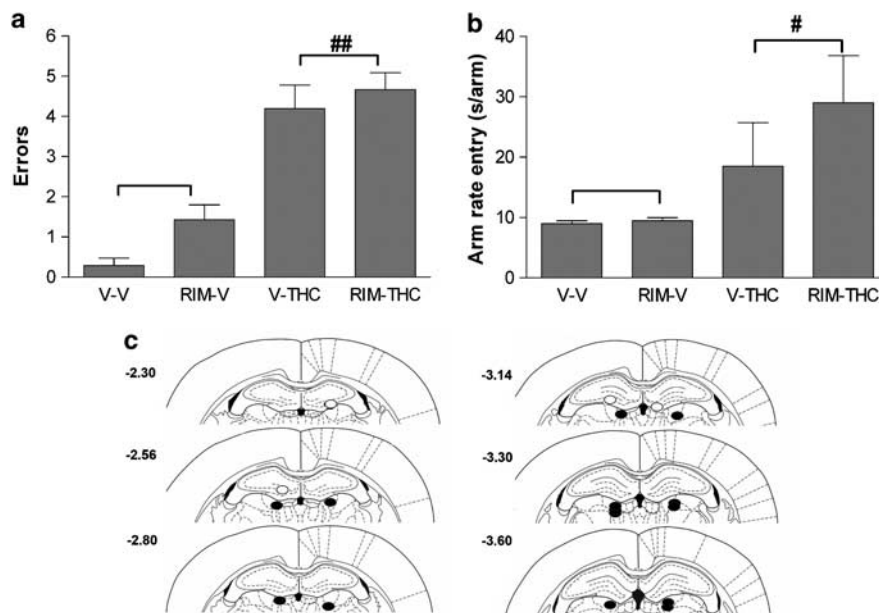 a
6
5
4
3
2
1
0
Errors
##
V-V RIM-V V-THC RIM-THC
b
40
30
20
10
0
Arm rate entry (s/arm)
#
V-V RIM-V V-THC RIM-THC
c
-2.30
-2.56
-2.80
-3.14
-3.30
-3.60